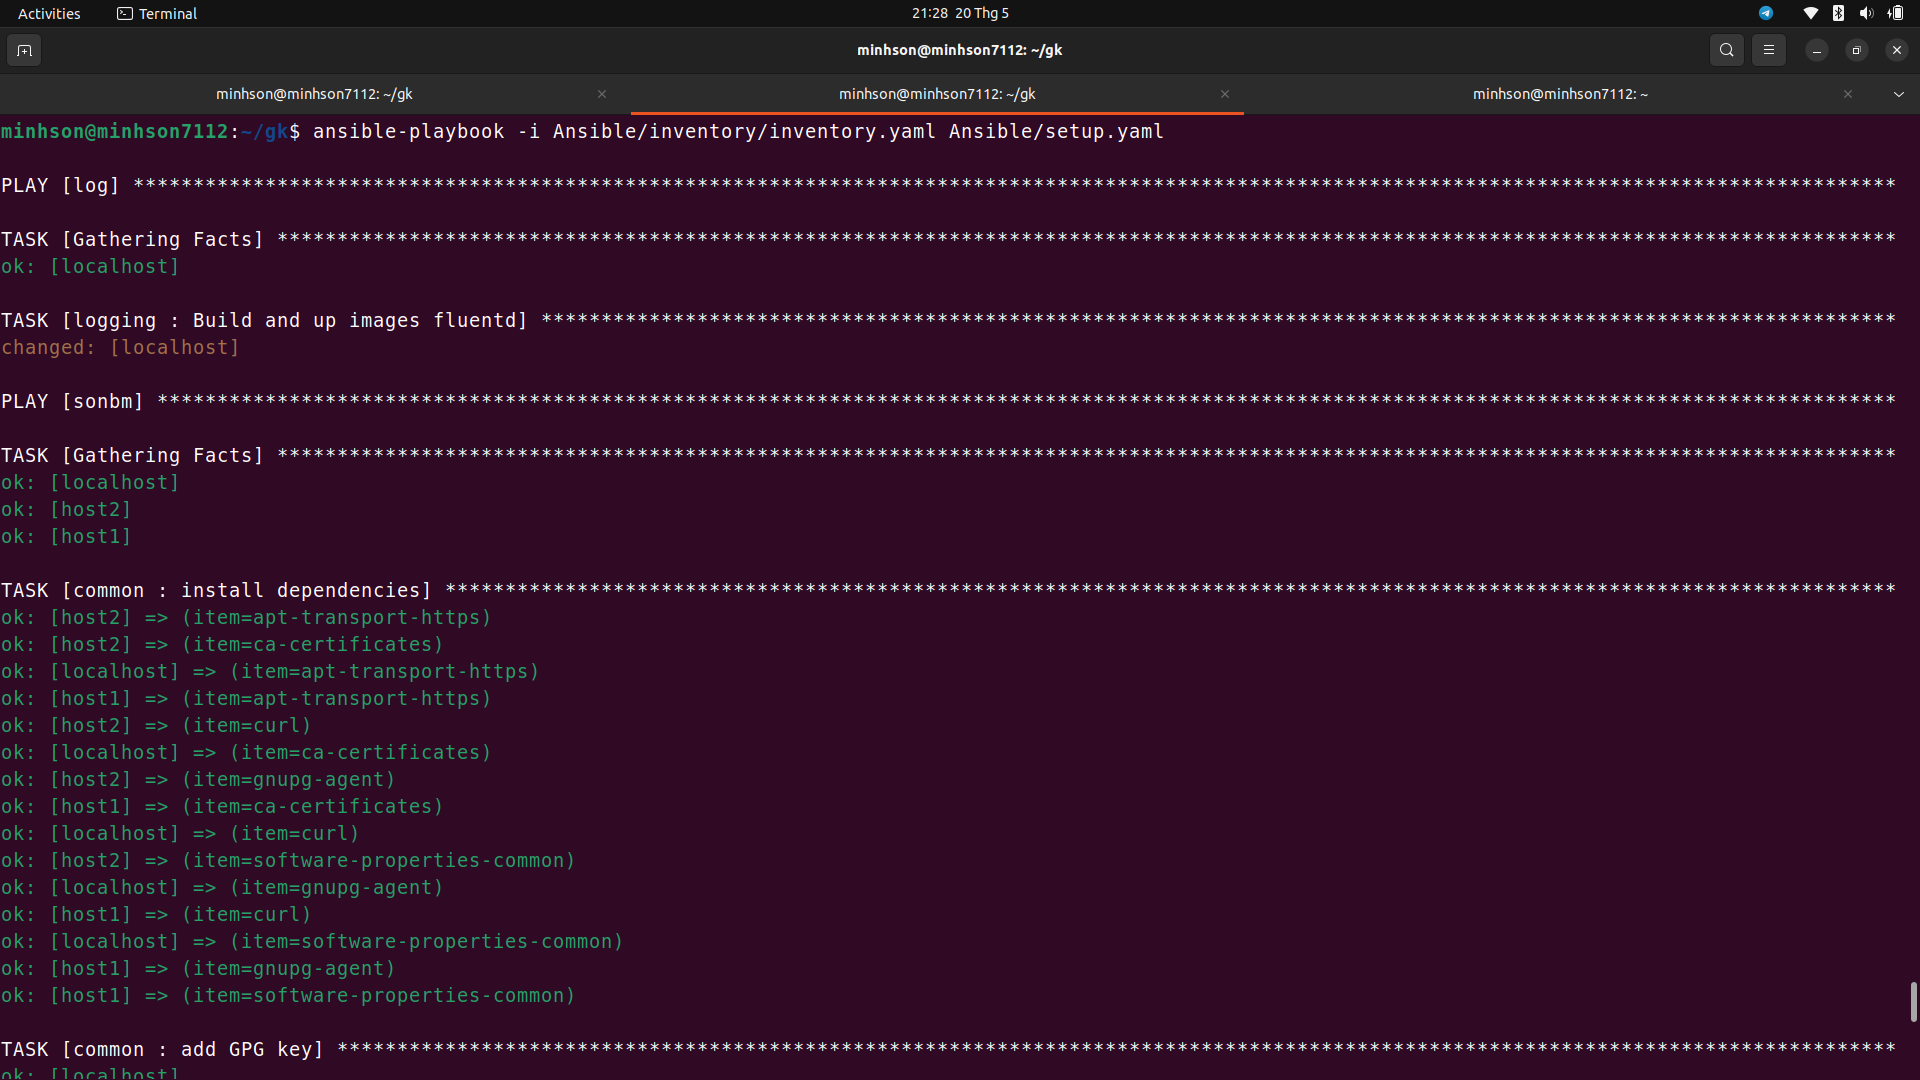 Activities Terminal 21:28 20 Thg 5
minhson@minhson7112: ~/gk
minhson@minhson7112: ~/gk minhson@minhson7112: ~/gk minhson@minhson7112: ~
minhson@minhson7112:~/gk$ ansible-playbook -i Ansible/inventory/inventory.yaml Ansible/setup.yaml
PLAY [log] ***************************************************************************************************************************************************
TASK [Gathering Facts] ***************************************************************************************************************************************
ok: [localhost]
TASK [logging : Build and up images fluentd] *****************************************************************************************************************
changed: [localhost]
PLAY [sonbm] *************************************************************************************************************************************************
TASK [Gathering Facts] ***************************************************************************************************************************************
ok: [localhost]
ok: [host2]
ok: [host1]
TASK [common : install dependencies] *************************************************************************************************************************
ok: [host2] => (item=apt-transport-https)
ok: [host2] => (item=ca-certificates)
ok: [localhost] => (item=apt-transport-https)
ok: [host1] => (item=apt-transport-https)
ok: [host2] => (item=curl)
ok: [localhost] => (item=ca-certificates)
ok: [host2] => (item=gnupg-agent)
ok: [host1] => (item=ca-certificates)
ok: [localhost] => (item=curl)
ok: [host2] => (item=software-properties-common)
ok: [localhost] => (item=gnupg-agent)
ok: [host1] => (item=curl)
ok: [localhost] => (item=software-properties-common)
ok: [host1] => (item=gnupg-agent)
ok: [host1] => (item=software-properties-common)
TASK [common : add GPG key] **********************************************************************************************************************************
ok: [localhost]